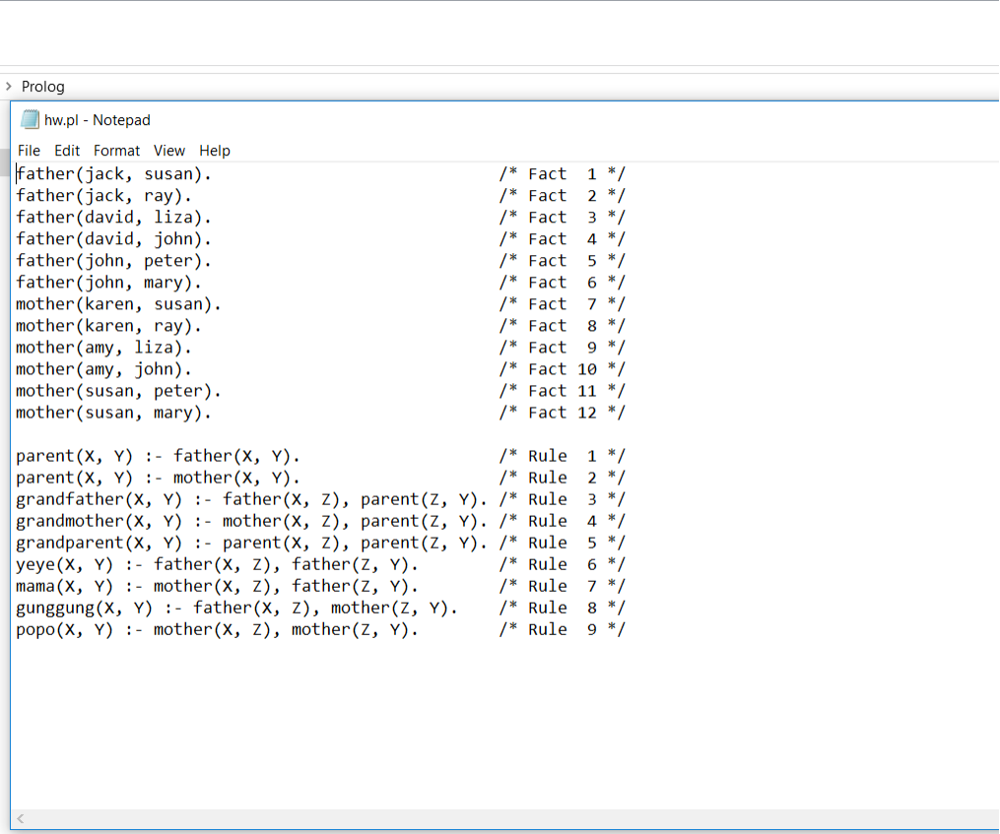 Prolog
hw.pl - Notepad
File Edit Format View Help
father(jack, susan). /* Fact  1 */
father(jack, ray). /* Fact  2 */
father(david, liza). /* Fact  3 */
father(david, john). /* Fact  4 */
father(john, peter). /* Fact  5 */
father(john, mary). /* Fact  6 */
mother(karen, susan). /* Fact  7 */
mother(karen, ray). /* Fact  8 */
mother(amy, liza). /* Fact  9 */
mother(amy, john). /* Fact 10 */
mother(susan, peter). /* Fact 11 */
mother(susan, mary). /* Fact 12 */
parent(X, Y) :- father(X, Y). /* Rule  1 */
parent(X, Y) :- mother(X, Y). /* Rule  2 */
grandfather(X, Y) :- father(X, Z), parent(Z, Y). /* Rule  3 */
grandmother(X, Y) :- mother(X, Z), parent(Z, Y). /* Rule  4 */
grandparent(X, Y) :- parent(X, Z), parent(Z, Y). /* Rule  5 */
yeye(X, Y) :- father(X, Z), father(Z, Y). /* Rule  6 */
mama(X, Y) :- mother(X, Z), father(Z, Y). /* Rule  7 */
gunggung(X, Y) :- father(X, Z), mother(Z, Y). /* Rule  8 */
popo(X, Y) :- mother(X, Z), mother(Z, Y). /* Rule  9 */